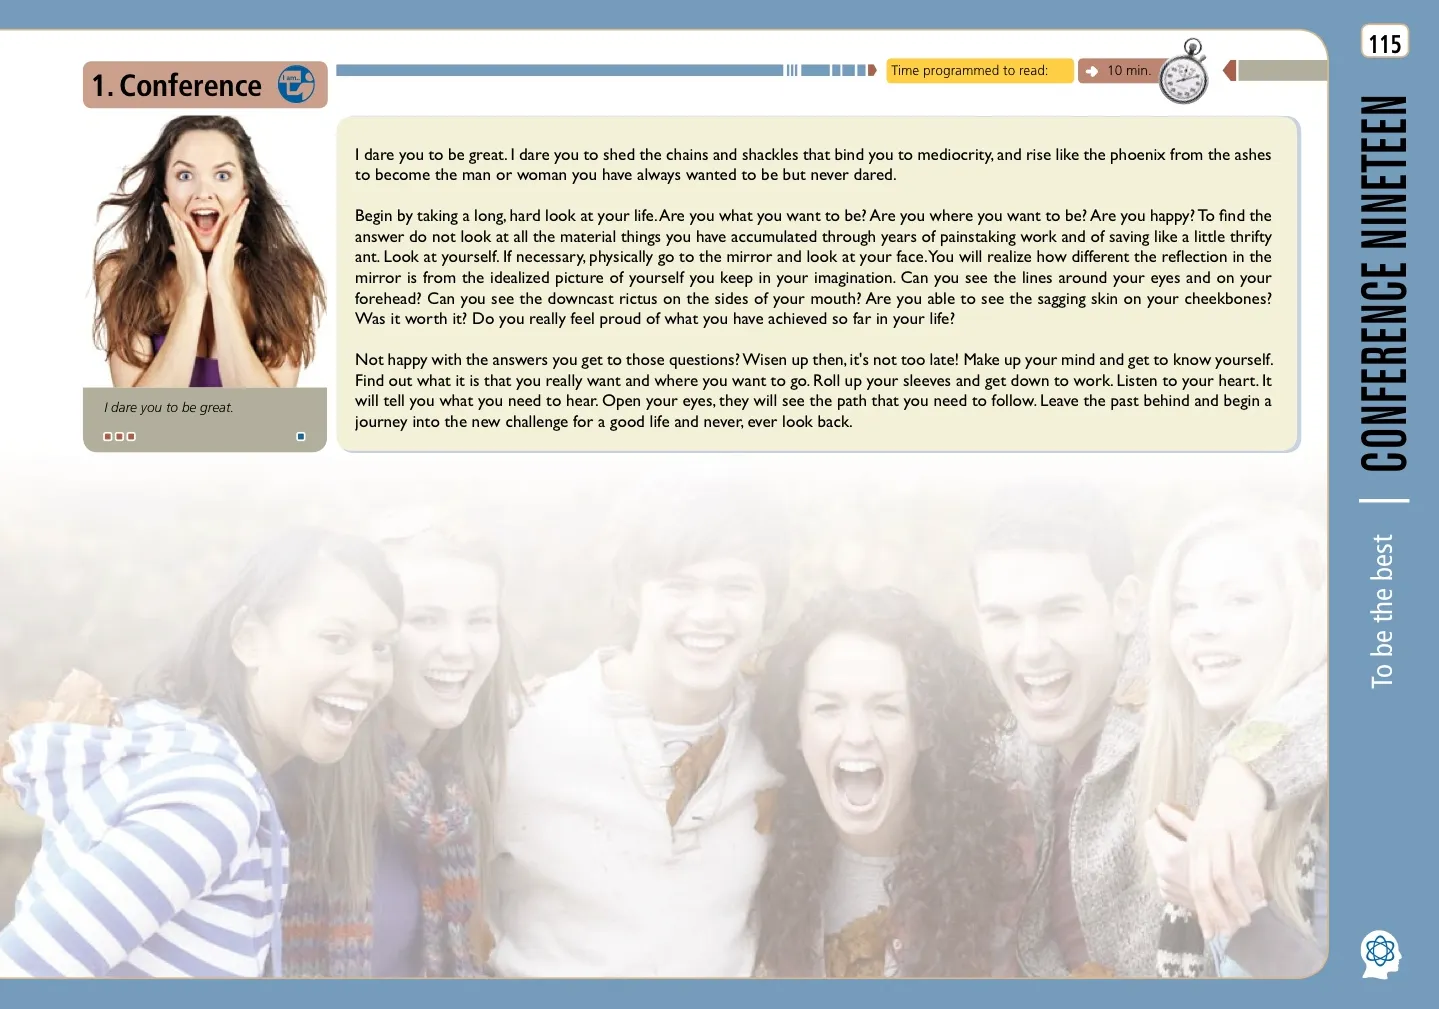 115
1. Conference
I am...
Time programmed to read:
10 min.
I dare you to be great. I dare you to shed the chains and shackles that bind you to mediocrity, and rise like the phoenix from the ashes
to become the man or woman you have always wanted to be but never dared.
Begin by taking a long, hard look at your life. Are you what you want to be? Are you where you want to be? Are you happy? To find the
answer do not look at all the material things you have accumulated through years of painstaking work and of saving like a little thrifty
ant. Look at yourself. If necessary, physically go to the mirror and look at your face. You will realize how different the reflection in the
mirror is from the idealized picture of yourself you keep in your imagination. Can you see the lines around your eyes and on your
forehead? Can you see the downcast rictus on the sides of your mouth? Are you able to see the sagging skin on your cheekbones?
Was it worth it? Do you really feel proud of what you have achieved so far in your life?
Not happy with the answers you get to those questions? Wisen up then, it's not too late! Make up your mind and get to know yourself.
Find out what it is that you really want and where you want to go. Roll up your sleeves and get down to work. Listen to your heart. It
will tell you what you need to hear. Open your eyes, they will see the path that you need to follow. Leave the past behind and begin a
journey into the new challenge for a good life and never, ever look back.
I dare you to be great.
CONFERENCE NINETEEN
To be the best